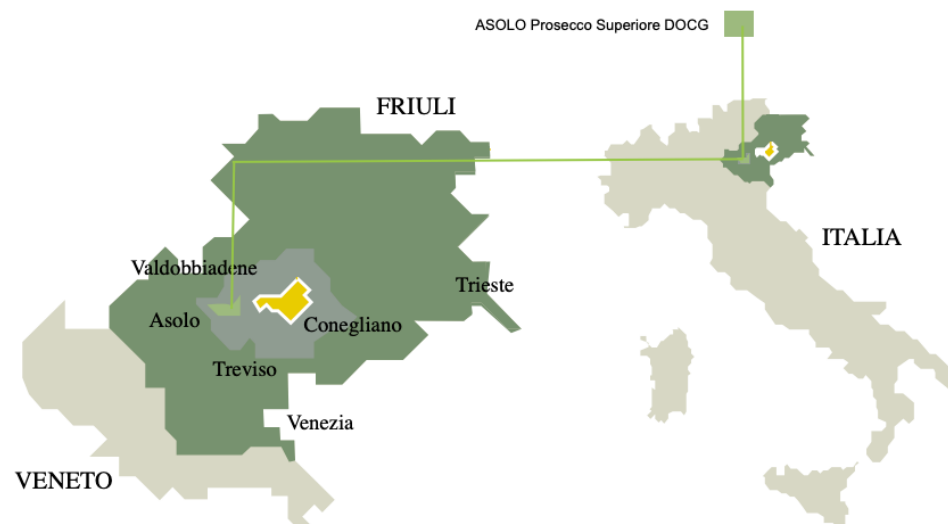 ASOLO Prosecco Superiore DOCG
FRIULI
ITALIA
Valdobbiadene
Trieste
Asolo
Conegliano
Treviso
Venezia
VENETO